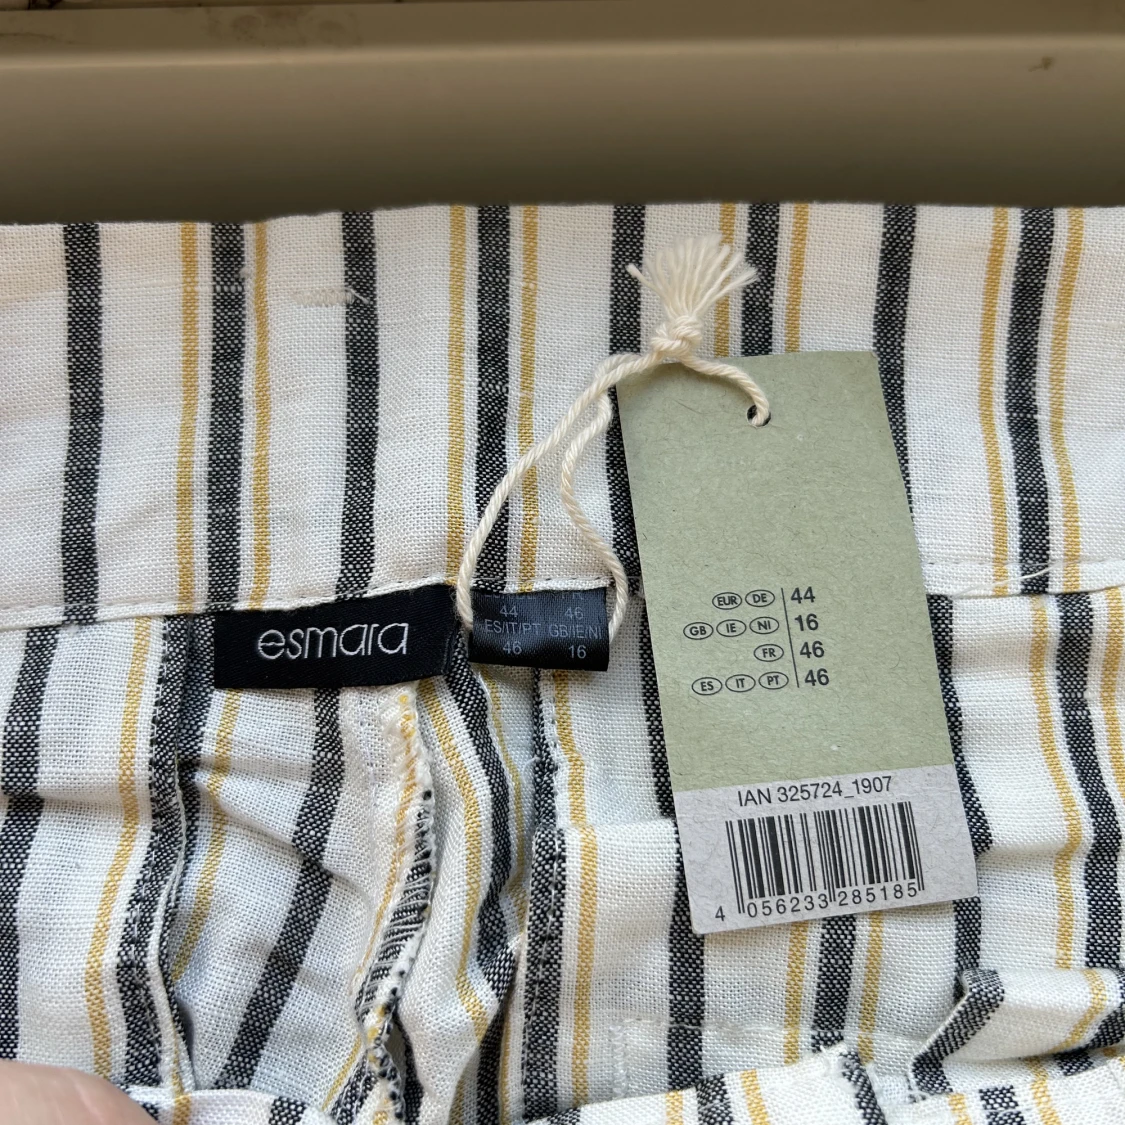 esmara
44 46
ES/IT/PT GB/IE/NI
46 16
EUR DE 44
GB IE NI 16
FR 46
ES IT PT 46
IAN 325724_1907
4 056233 285185